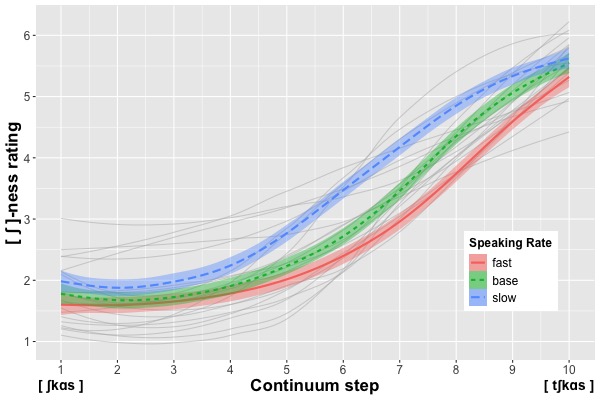 [ ʃ ]-ness rating
6
5
4
3
2
1
Speaking Rate
fast
base
slow
1 2 3 4 5 6 7 8 9 10
[ ʃkɑs ] Continuum step [ tʃkɑs ]